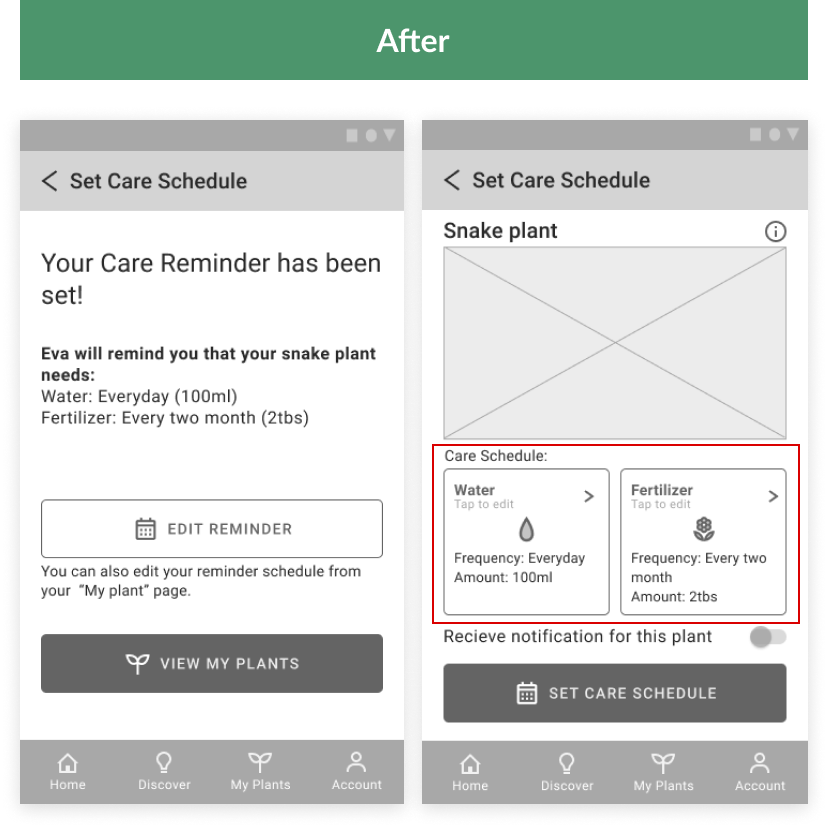 After
Set Care Schedule
Your Care Reminder has been
set!
Eva will remind you that your snake plant
needs:
Water: Everyday (100ml)
Fertilizer: Every two month (2tbs)
EDIT REMINDER
You can also edit your reminder schedule from
your “My plant” page.
VIEW MY PLANTS
Home
Discover
My Plants
Account
Set Care Schedule
Snake plant
Care Schedule:
Water
Tap to edit
Frequency: Everyday
Amount: 100ml
Fertilizer
Tap to edit
Frequency: Every two
month
Amount: 2tbs
Recieve notification for this plant
SET CARE SCHEDULE
Home
Discover
My Plants
Account